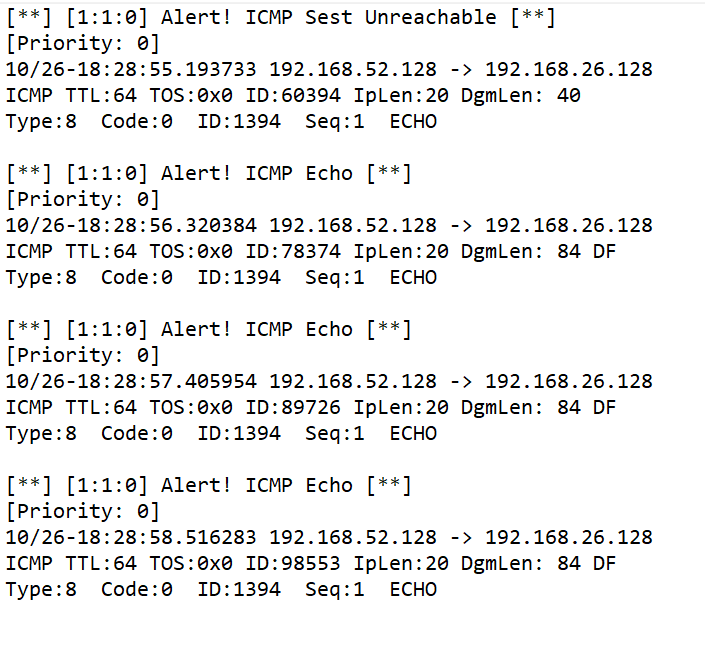 [**] [1:1:0] Alert! ICMP Sest Unreachable [**]
[Priority: 0]
10/26-18:28:55.193733 192.168.52.128 -> 192.168.26.128
ICMP TTL:64 TOS:0x0 ID:60394 IpLen:20 DgmLen: 40
Type:8  Code:0  ID:1394  Seq:1  ECHO

[**] [1:1:0] Alert! ICMP Echo [**]
[Priority: 0]
10/26-18:28:56.320384 192.168.52.128 -> 192.168.26.128
ICMP TTL:64 TOS:0x0 ID:78374 IpLen:20 DgmLen: 84 DF
Type:8  Code:0  ID:1394  Seq:1  ECHO

[**] [1:1:0] Alert! ICMP Echo [**]
[Priority: 0]
10/26-18:28:57.405954 192.168.52.128 -> 192.168.26.128
ICMP TTL:64 TOS:0x0 ID:89726 IpLen:20 DgmLen: 84 DF
Type:8  Code:0  ID:1394  Seq:1  ECHO

[**] [1:1:0] Alert! ICMP Echo [**]
[Priority: 0]
10/26-18:28:58.516283 192.168.52.128 -> 192.168.26.128
ICMP TTL:64 TOS:0x0 ID:98553 IpLen:20 DgmLen: 84 DF
Type:8  Code:0  ID:1394  Seq:1  ECHO